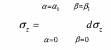 α=α₁ β=β₁
σ_z = dσ_z
α=0 β=0